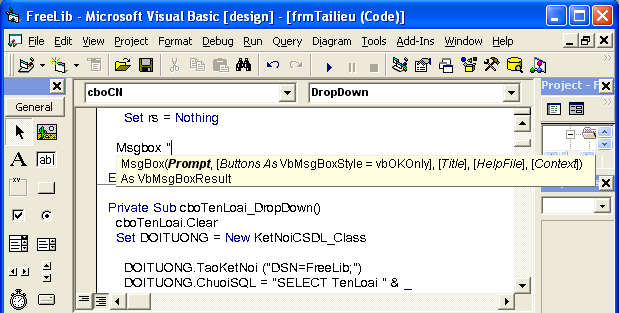 FreeLib - Microsoft Visual Basic [design] - [frmTailieu (Code)]
File Edit View Project Format Debug Run Query Diagram Tools Add-Ins Window Help
General
cboCN DropDown
Project - F
Set rs = Nothing
Msgbox "
MsgBox(Prompt, [Buttons As VbMsgBoxStyle = vbOKOnly], [Title], [HelpFile], [Context])
As VbMsgBoxResult
E
Private Sub cboTenLoai_DropDown()
cboTenLoai.Clear
Set DOITUONG = New KetNoiCSDL_Class
DOITUONG.TaoKetNoi ("DSN=FreeLib;")
DOITUONG.ChuoiSQL = "SELECT TenLoai " & _
A
ab|
xv